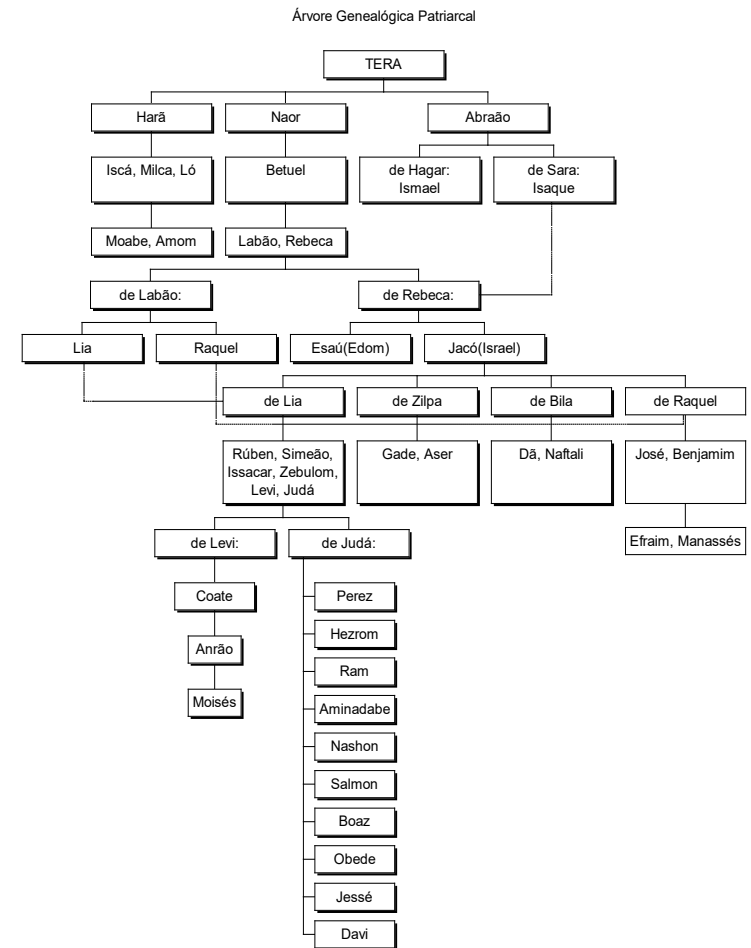 Árvore Genealógica Patriarcal
TERA
Harã
Naor
Abraão
Iscá, Milca, Ló
Betuel
de Hagar:
Ismael
de Sara:
Isaque
Moabe, Amom
Labão, Rebeca
de Labão:
de Rebeca:
Lia
Raquel
Esaú(Edom)
Jacó(Israel)
de Lia
de Zilpa
de Bila
de Raquel
Rúben, Simeão,
Issacar, Zebulom,
Levi, Judá
Gade, Aser
Dã, Naftali
José, Benjamim
Efraim, Manassés
de Levi:
de Judá:
Coate
Anrão
Moisés
Perez
Hezrom
Ram
Aminadabe
Nashon
Salmon
Boaz
Obede
Jessé
Davi